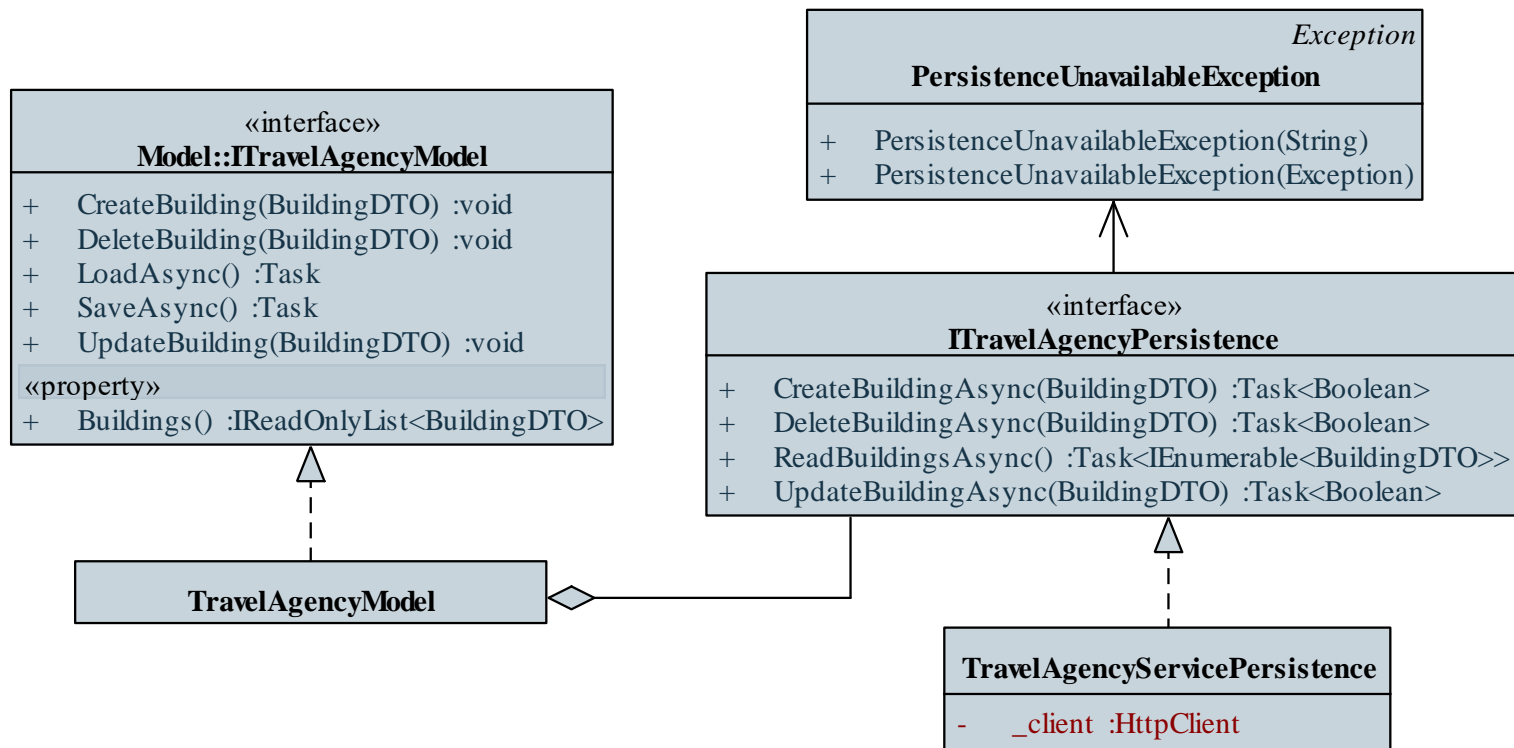 Exception
PersistenceUnavailableException
+ PersistenceUnavailableException(String)
+ PersistenceUnavailableException(Exception)
«interface»
Model::ITravelAgencyModel
+ CreateBuilding(BuildingDTO) :void
+ DeleteBuilding(BuildingDTO) :void
+ LoadAsync() :Task
+ SaveAsync() :Task
+ UpdateBuilding(BuildingDTO) :void
«property»
+ Buildings() :IReadOnlyList<BuildingDTO>
«interface»
ITravelAgencyPersistence
+ CreateBuildingAsync(BuildingDTO) :Task<Boolean>
+ DeleteBuildingAsync(BuildingDTO) :Task<Boolean>
+ ReadBuildingsAsync() :Task<IEnumerable<BuildingDTO>>
+ UpdateBuildingAsync(BuildingDTO) :Task<Boolean>
TravelAgencyModel
TravelAgencyServicePersistence
- _client :HttpClient